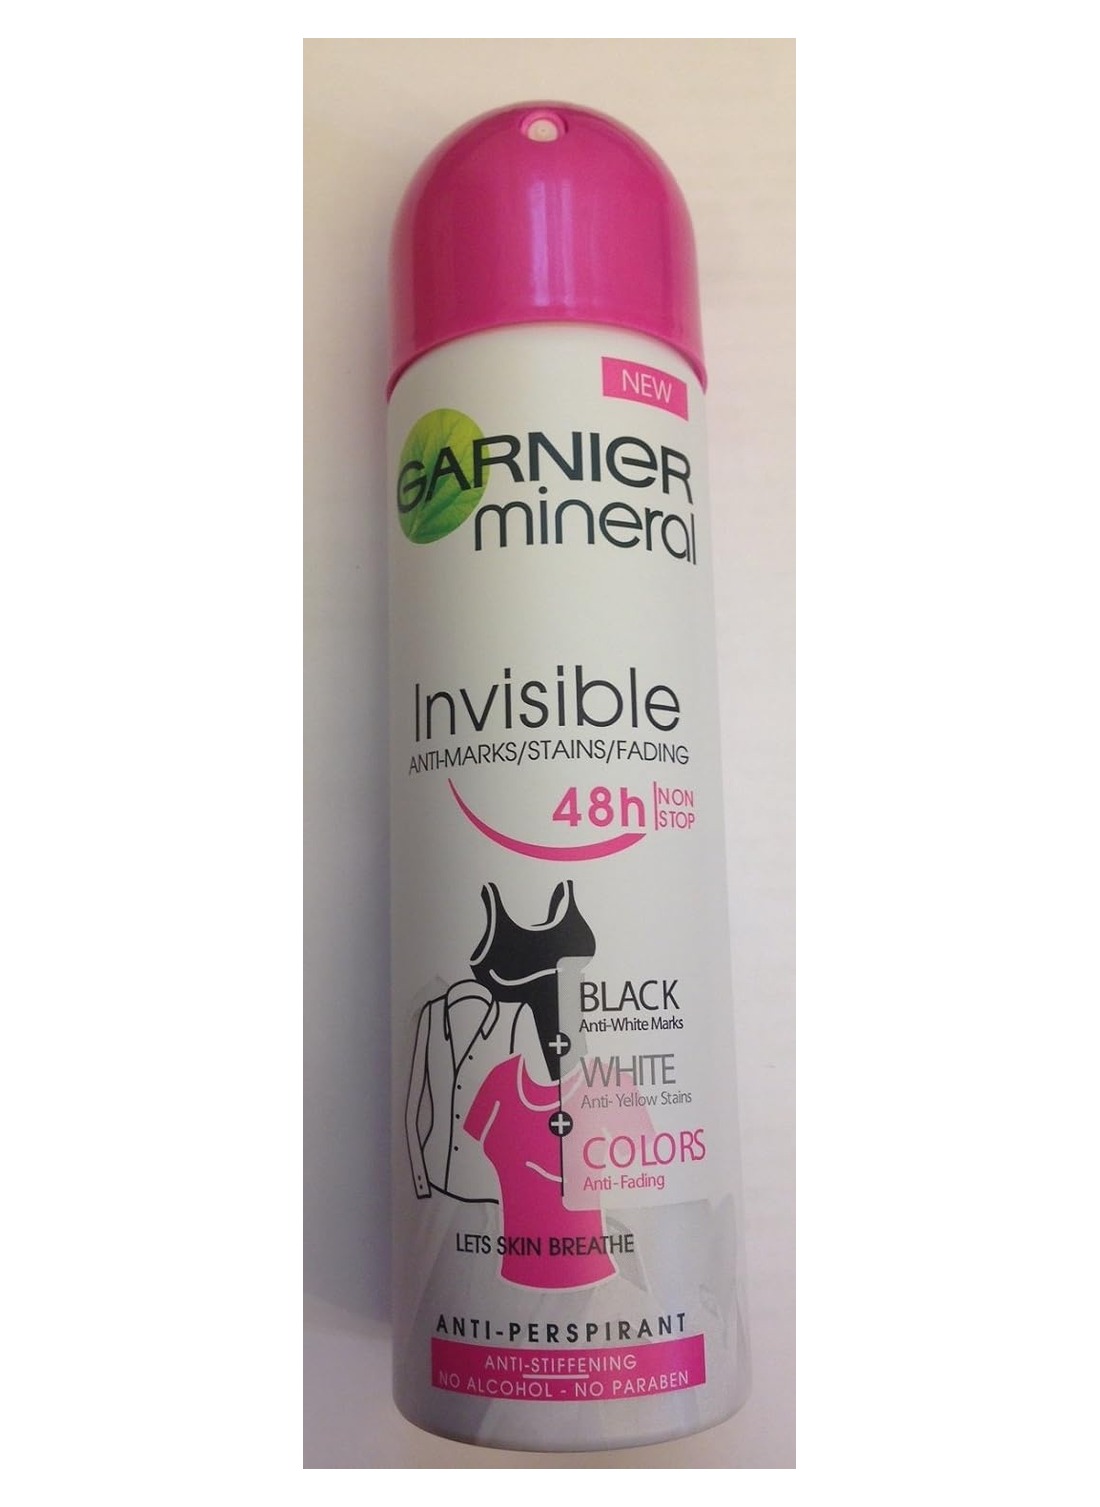 NEW
GARNIER
mineral
Invisible
ANTI-MARKS/STAINS/FADING
48h NON STOP
BLACK
Anti-White Marks
+
WHITE
Anti-Yellow Stains
+
COLORS
Anti-Fading
LETS SKIN BREATHE
ANTI-PERSPIRANT
ANTI-STIFFENING
NO ALCOHOL - NO PARABEN